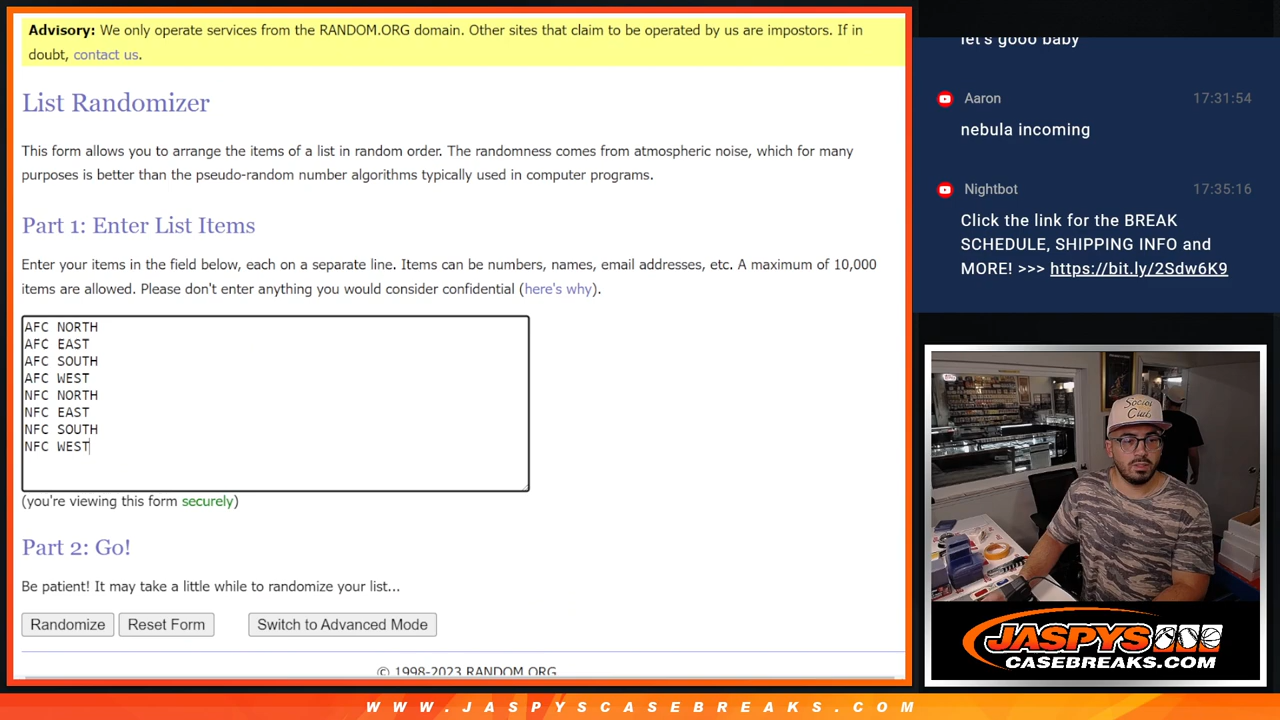 Advisory: We only operate services from the RANDOM.ORG domain. Other sites that claim to be operated by us are impostors. If in
doubt, contact us.
List Randomizer
This form allows you to arrange the items of a list in random order. The randomness comes from atmospheric noise, which for many
purposes is better than the pseudo-random number algorithms typically used in computer programs.
Part 1: Enter List Items
Enter your items in the field below, each on a separate line. Items can be numbers, names, email addresses, etc. A maximum of 10,000
items are allowed. Please don't enter anything you would consider confidential (here's why).
AFC NORTH
AFC EAST
AFC SOUTH
AFC WEST
NFC NORTH
NFC EAST
NFC SOUTH
NFC WEST
(you're viewing this form securely)
Part 2: Go!
Be patient! It may take a little while to randomize your list...
Randomize Reset Form Switch to Advanced Mode
© 1998-2023 RANDOM.ORG
let's gooo baby
Aaron 17:31:54
nebula incoming
Nightbot 17:35:16
Click the link for the BREAK
SCHEDULE, SHIPPING INFO and
MORE! >>> https://bit.ly/2Sdw6K9
Social
Club
JASPYS
CASEBREAKS.COM
WWW.JASPYSCASEBREAKS.COM